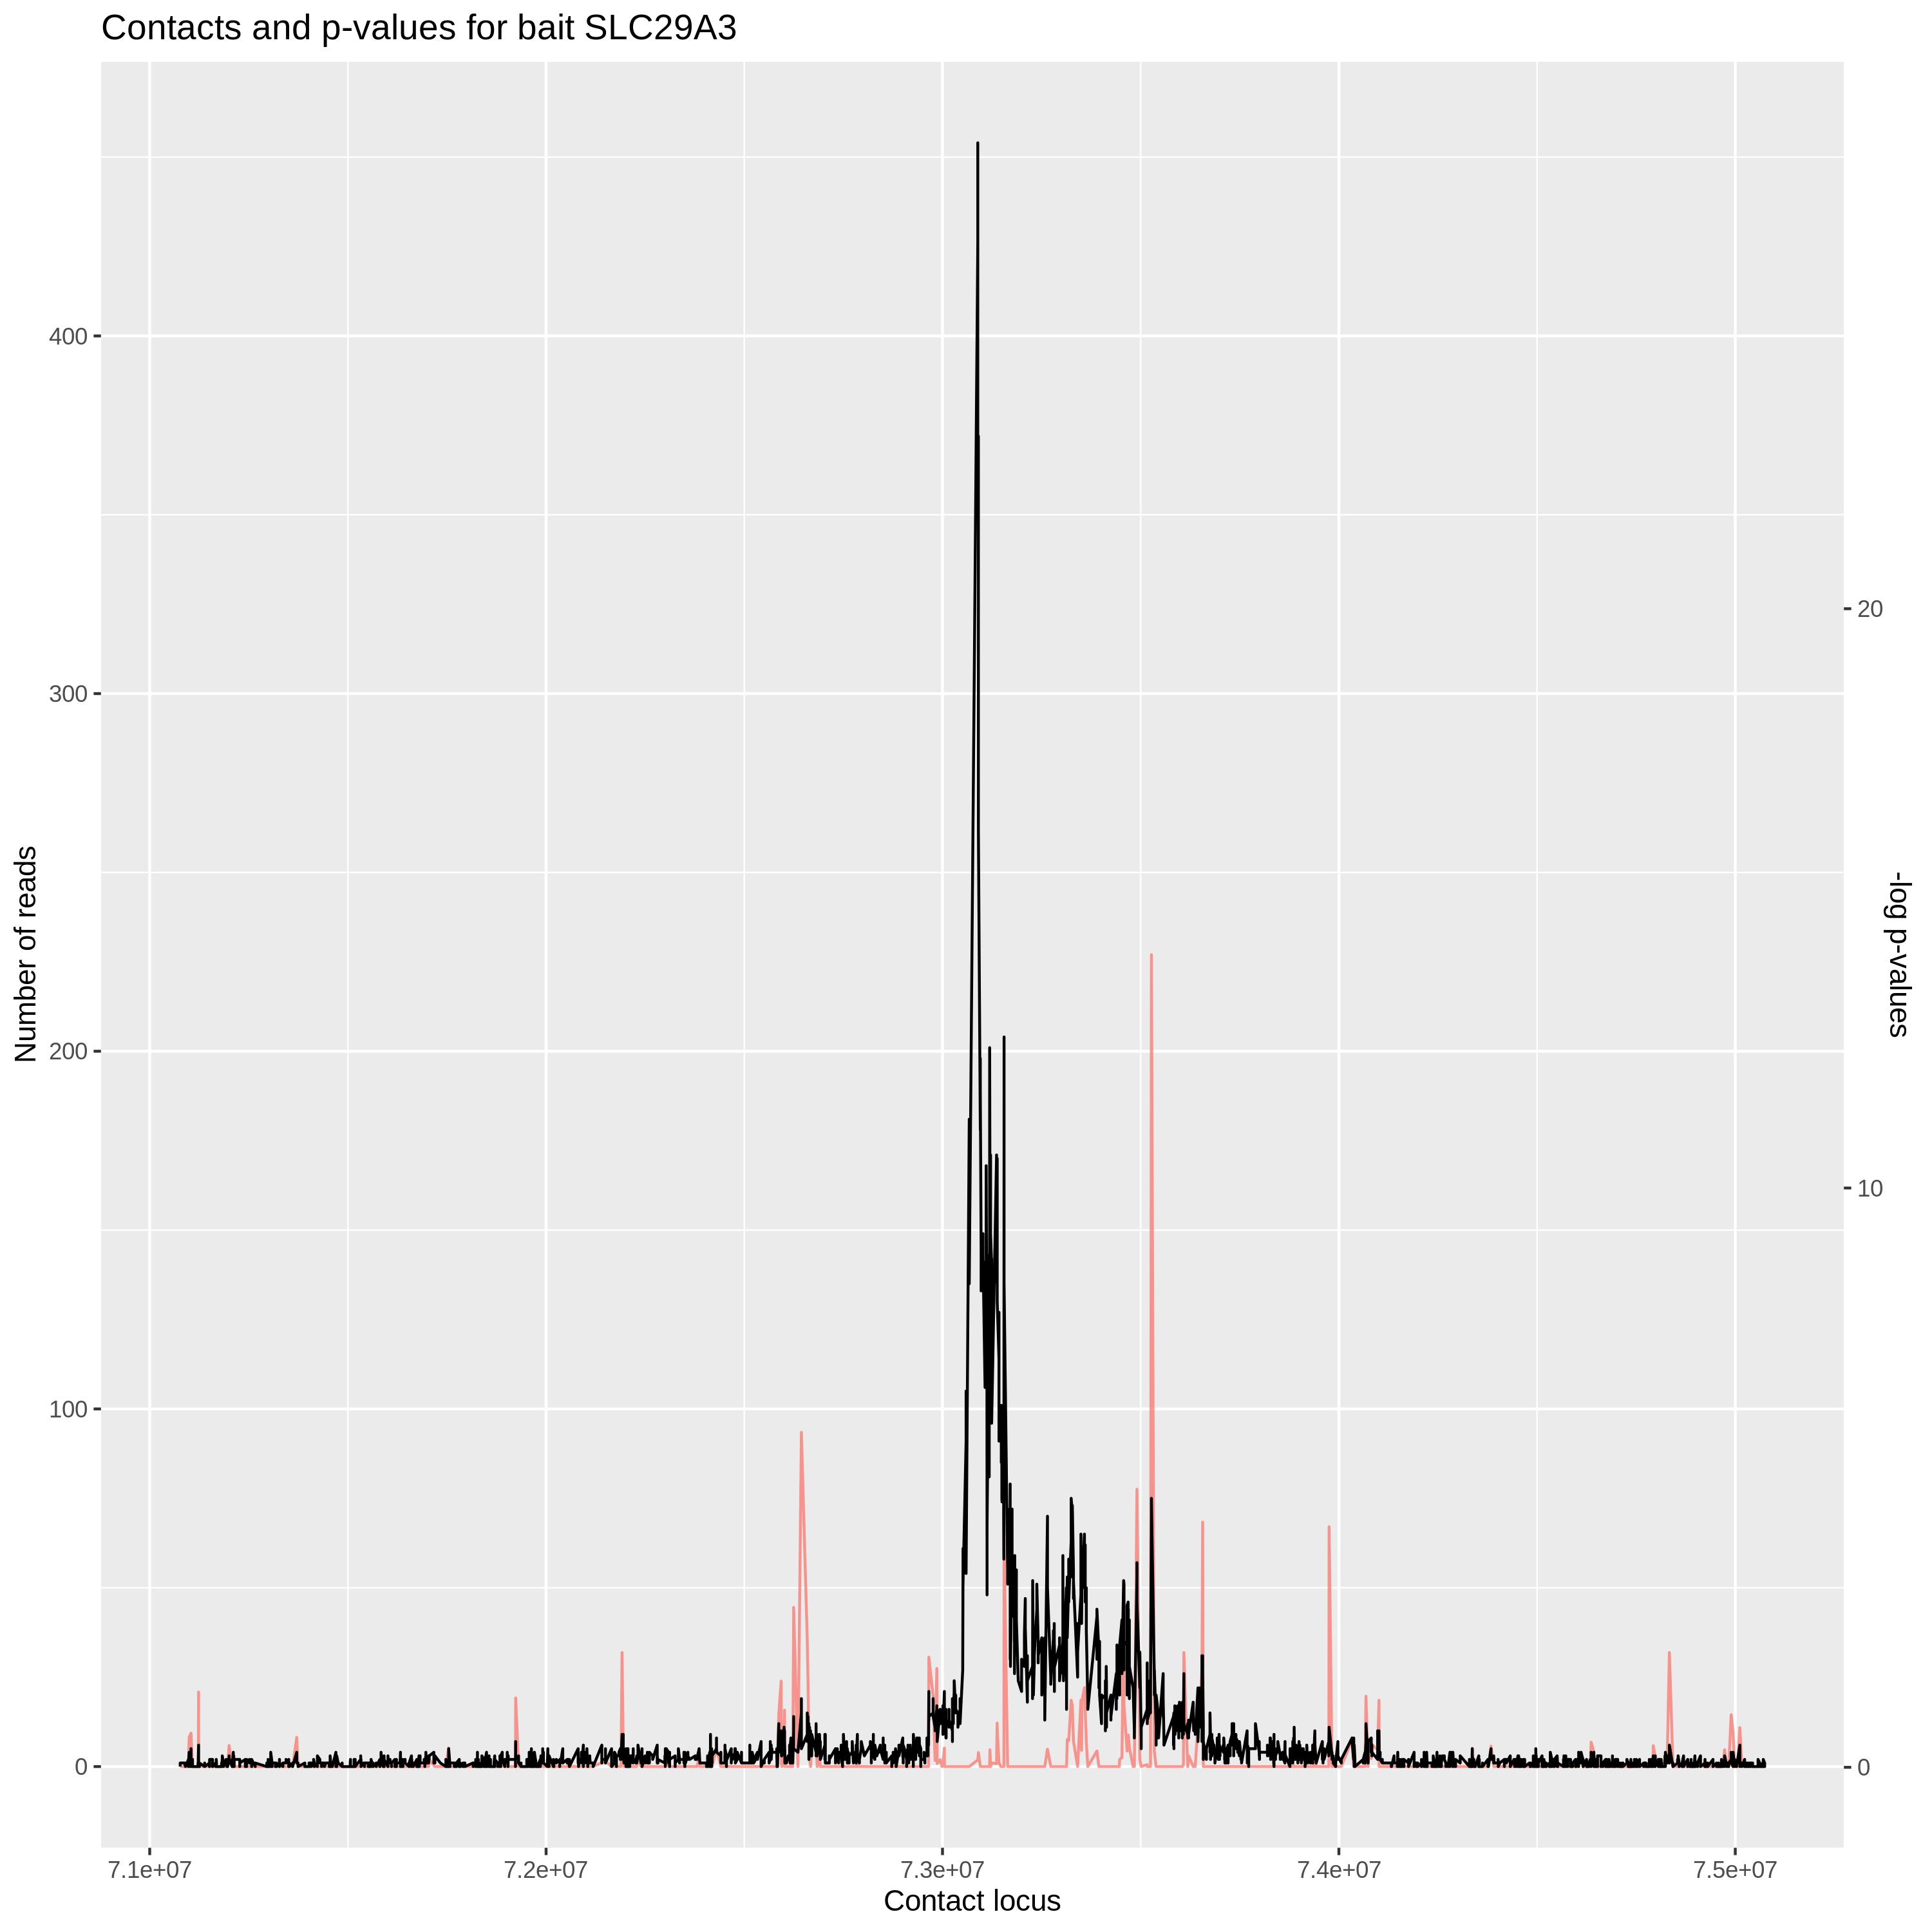 Contacts and p-values for bait SLC29A3
Number of reads
400
300
200
100
0
20
10
0
-log p-values
7.1e+07 7.2e+07 7.3e+07 7.4e+07 7.5e+07
Contact locus